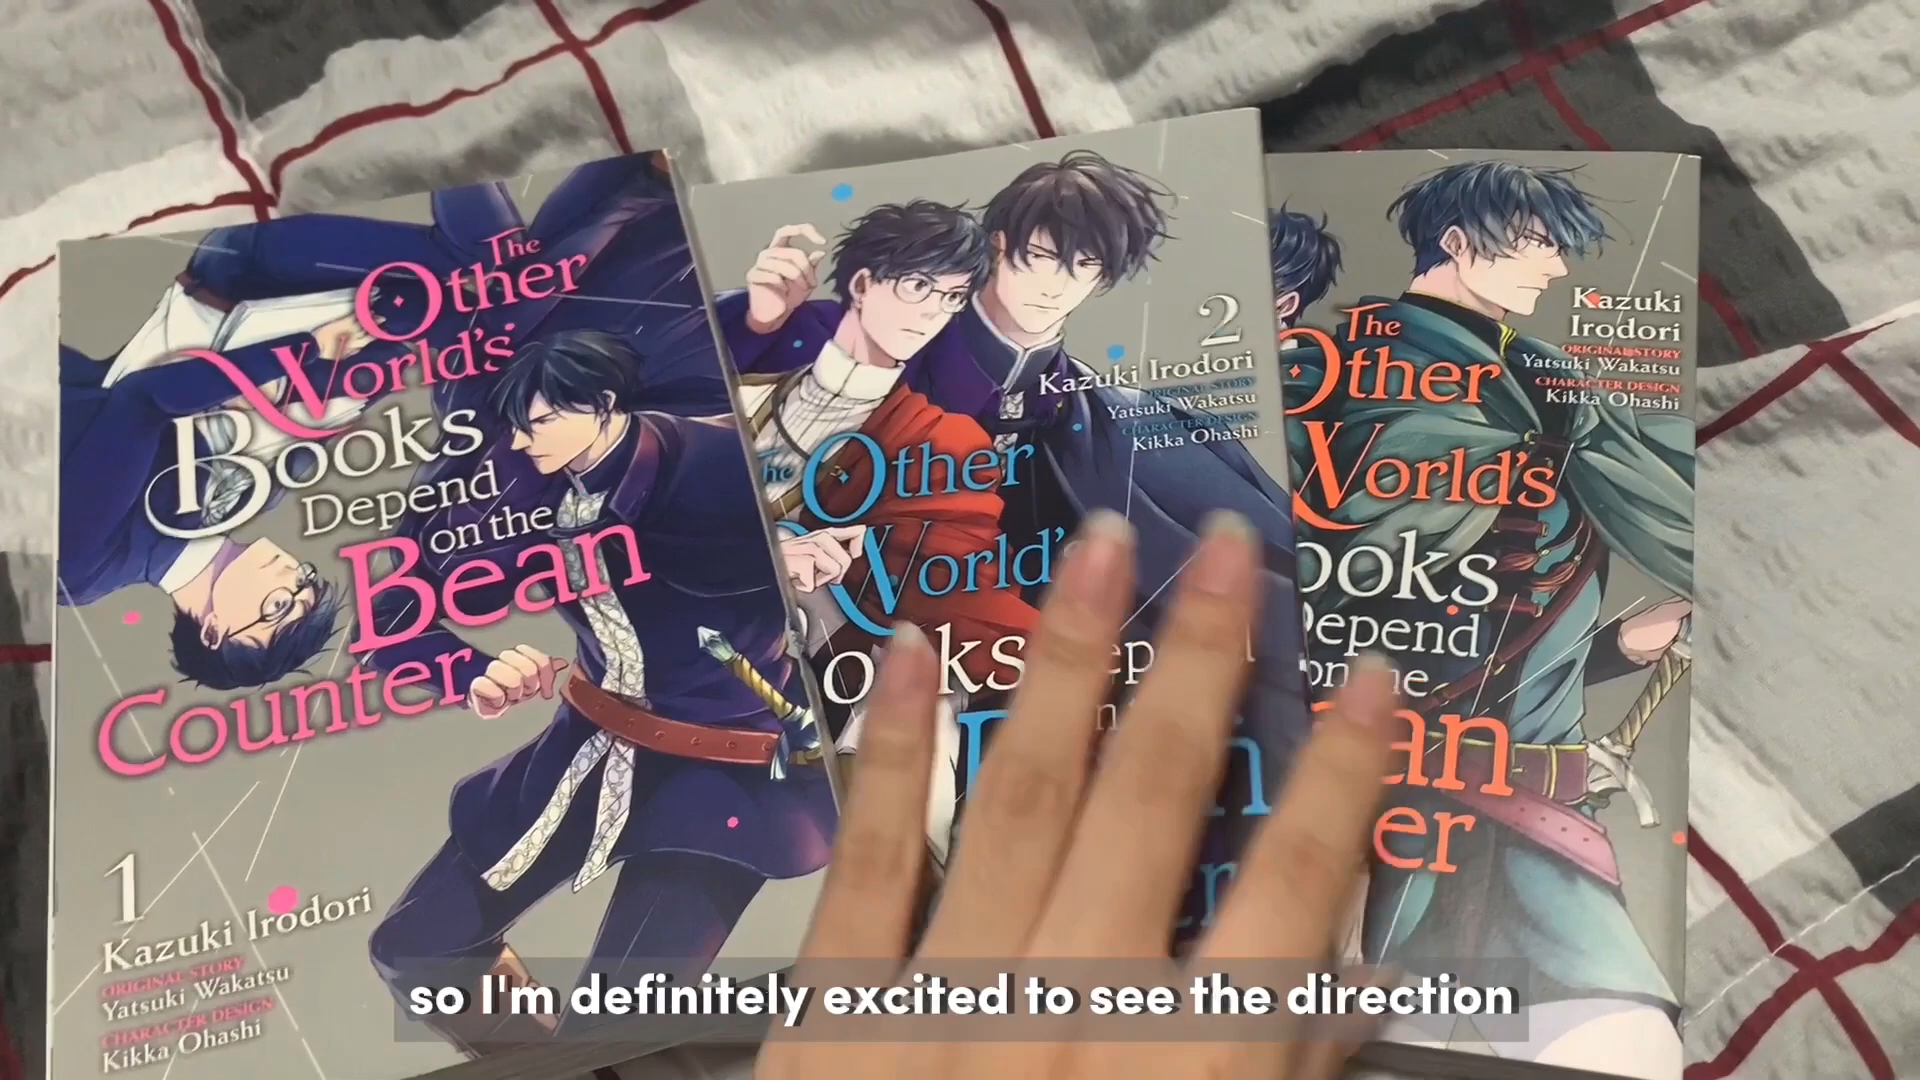 The
Other
World's
Books
Depend
on the
Bean
Counter
1
Kazuki Irodori
ORIGINAL STORY
Yatsuki Wakatsu
CHARACTER DESIGN
Kikka Ohashi
2
Kazuki Irodori
ORIGINAL STORY
Yatsuki Wakatsu
CHARACTER DESIGN
Kikka Ohashi
The
Other
World's
Kazuki
Irodori
ORIGINAL STORY
Yatsuki Wakatsu
CHARACTER DESIGN
Kikka Ohashi
The
Other
World's
ooks
Depend
so I'm definitely excited to see the direction